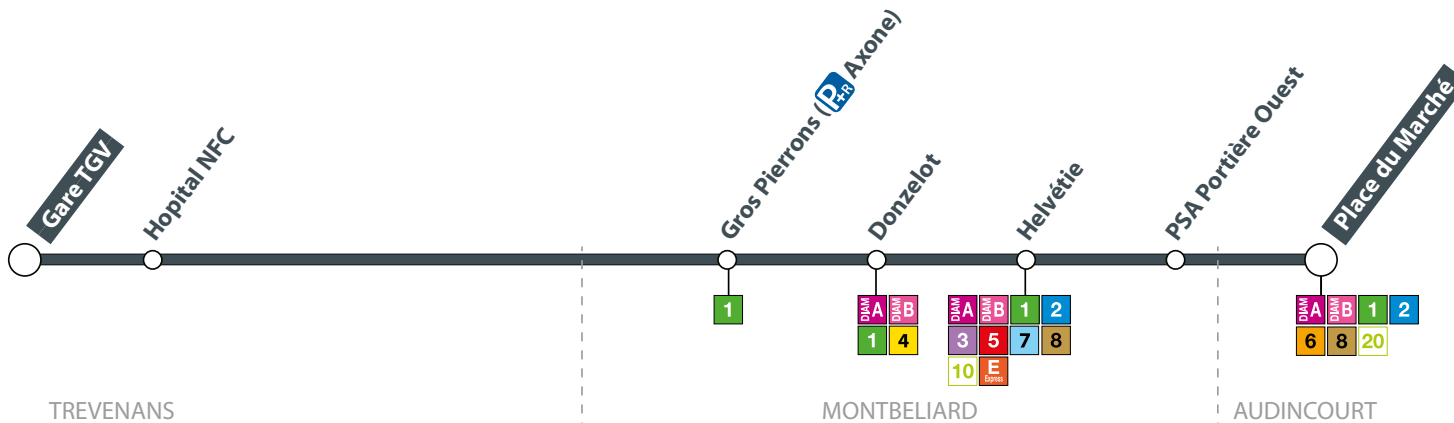 Gare TGV
Hopital NFC
Gros Pierrons (P+R Axone)
Donzelot
Helvétie
PSA Portière Ouest
Place du Marché
1
DIAM A DIAM B
1 4
DIAM A DIAM B 1 2
3 5 7 8
10 E Express
DIAM A DIAM B 1 2
6 8 20
TREVENANS
MONTBELIARD
AUDINCOURT